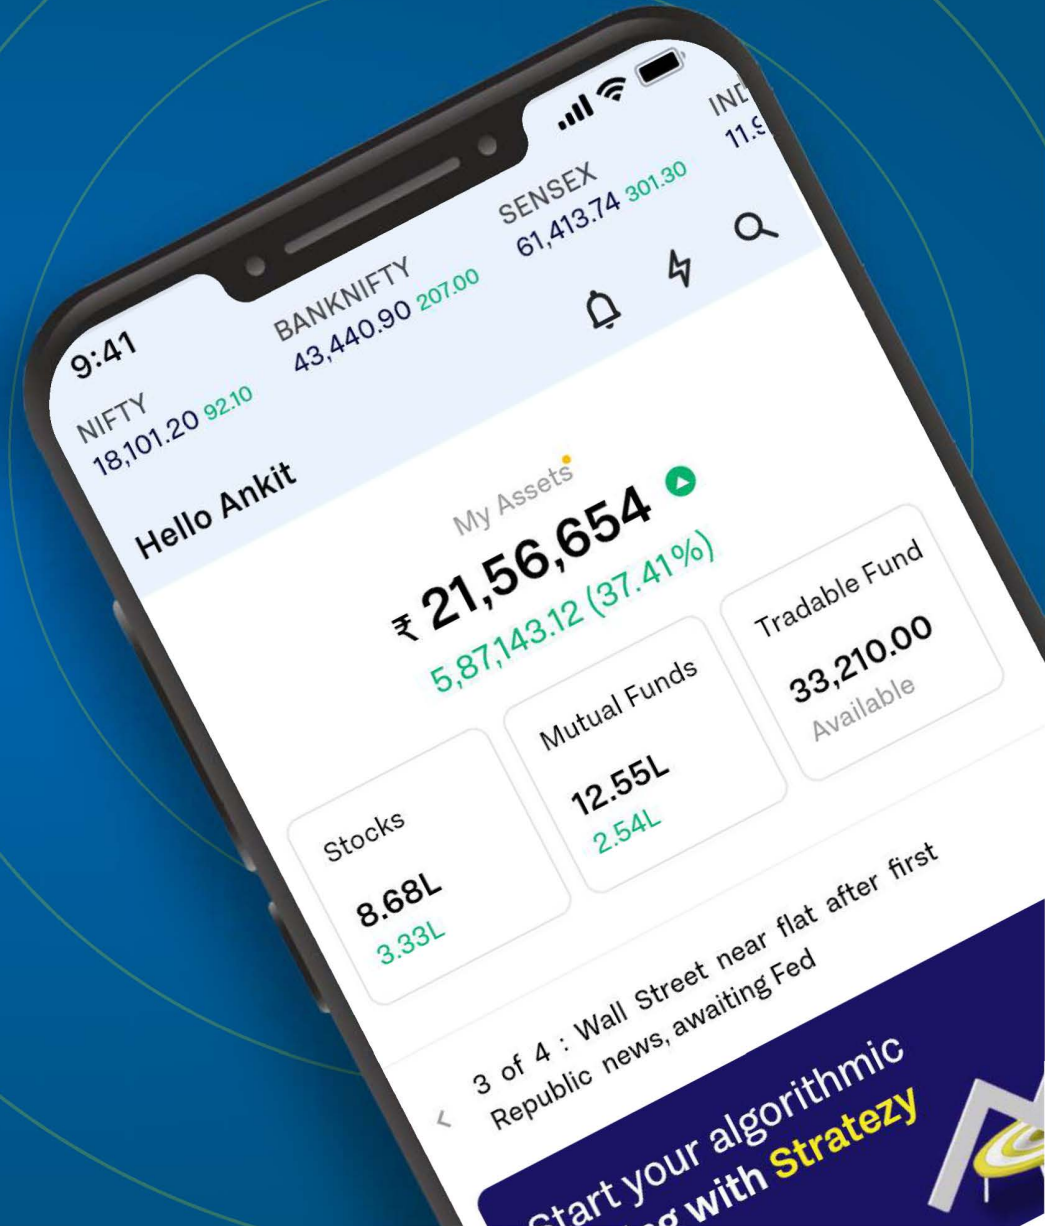 9:41
NIFTY
18,101.20 92.10
BANKNIFTY
43,440.90 207.00
SENSEX
61,413.74 301.30
Hello Ankit
My Assets
₹ 21,56,654
5,87,143.12 (37.41%)
Stocks
8.68L
3.33L
Mutual Funds
12.55L
2.54L
Tradable Fund
33,210.00
Available
3 of 4 : Wall Street near flat after first
Republic news, awaiting Fed
Start your algorithmic
with Stratezy